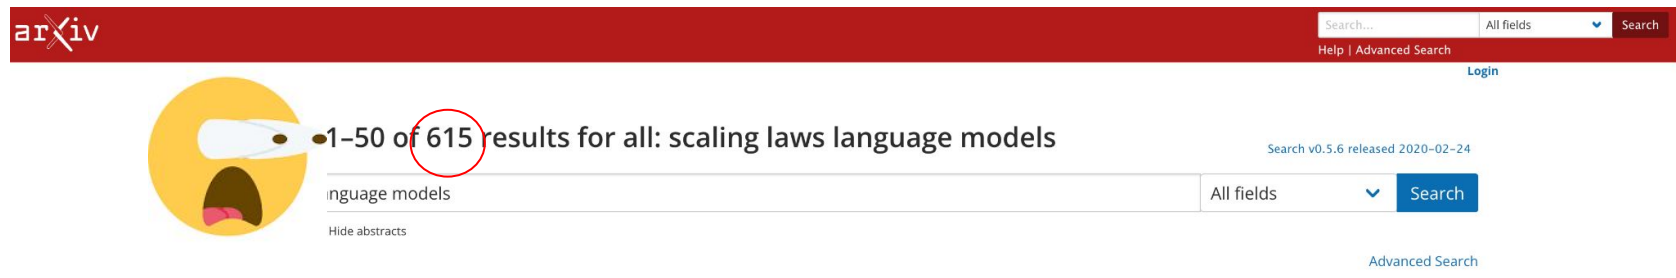 arXiv
Search... All fields Search
Help | Advanced Search
Login
1–50 of 615 results for all: scaling laws language models
Search v0.5.6 released 2020-02-24
nguage models All fields Search
Hide abstracts
Advanced Search